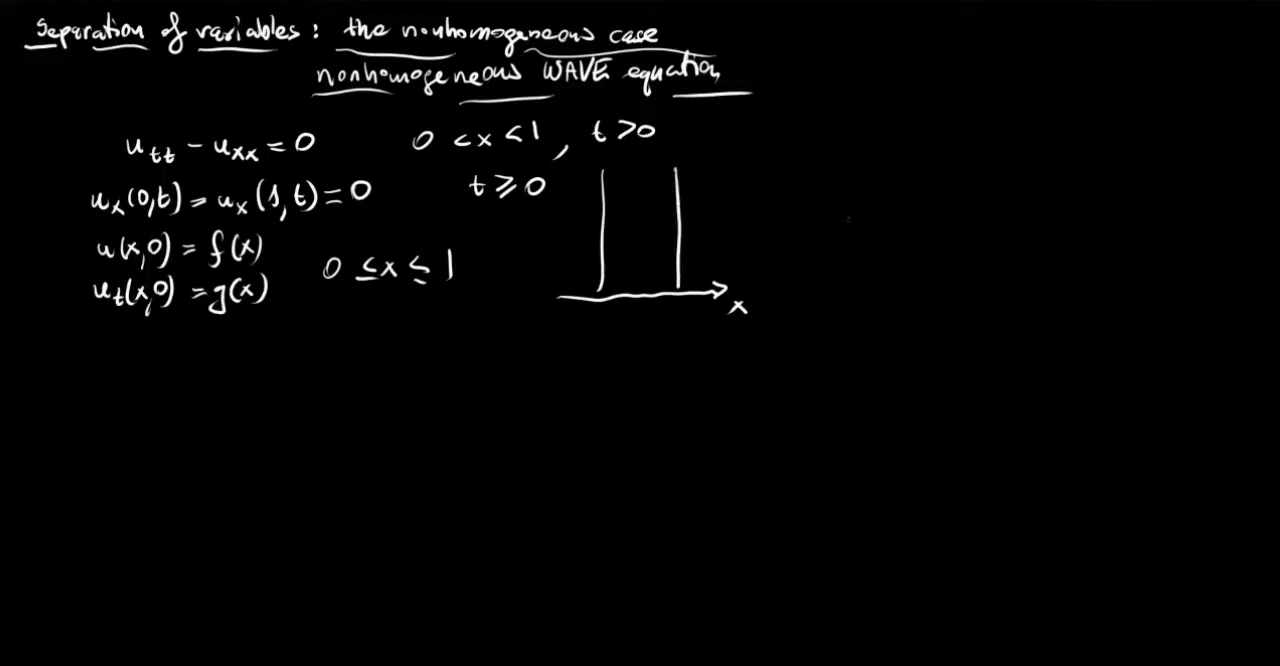 Separation of variables: the nonhomogeneous case
nonhomogeneous WAVE equation
u_tt - u_xx = 0 0 < x < 1, t > 0
u_x(0,t) = u_x(1,t) = 0 t ≥ 0
u(x,0) = f(x)
0 ≤ x ≤ 1
u_t(x,0) = g(x)
x